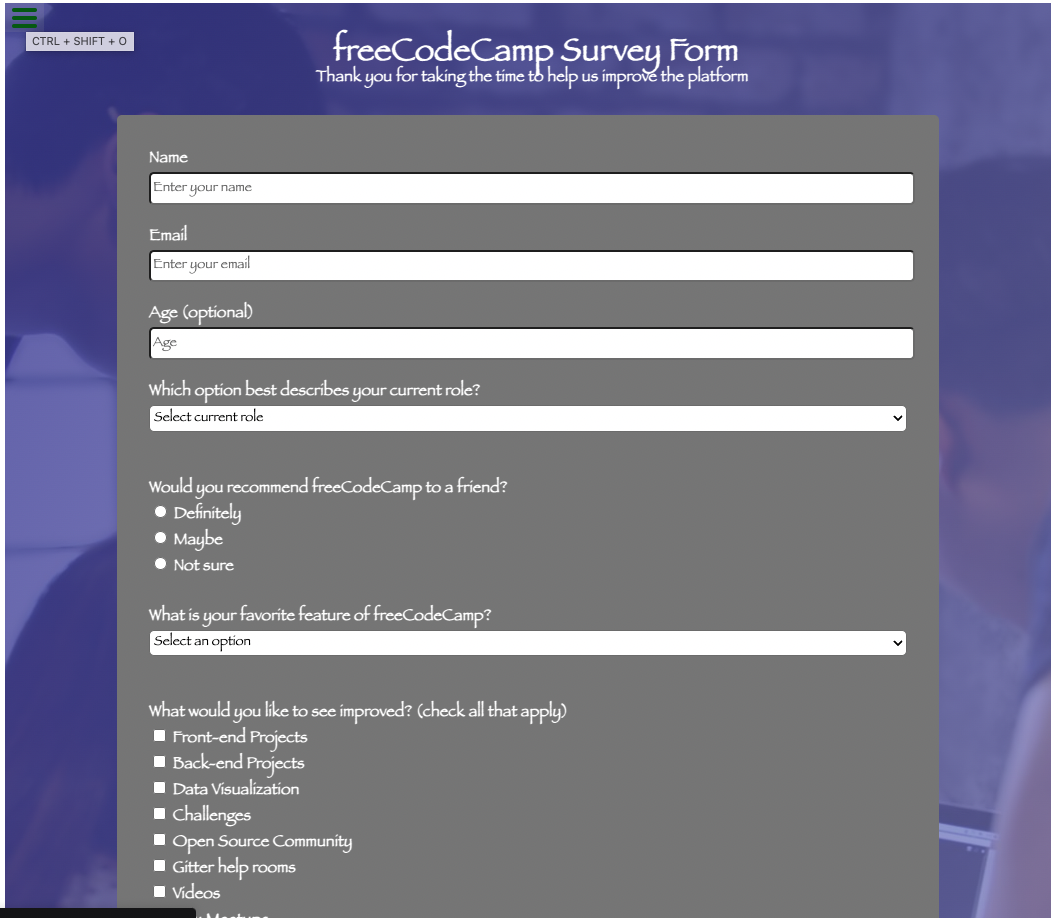 CTRL + SHIFT + O
freeCodeCamp Survey Form
Thank you for taking the time to help us improve the platform
Name
Enter your name
Email
Enter your email
Age (optional)
Age
Which option best describes your current role?
Select current role
Would you recommend freeCodeCamp to a friend?
Definitely
Maybe
Not sure
What is your favorite feature of freeCodeCamp?
Select an option
What would you like to see improved? (check all that apply)
Front-end Projects
Back-end Projects
Data Visualization
Challenges
Open Source Community
Gitter help rooms
Videos
Meetups